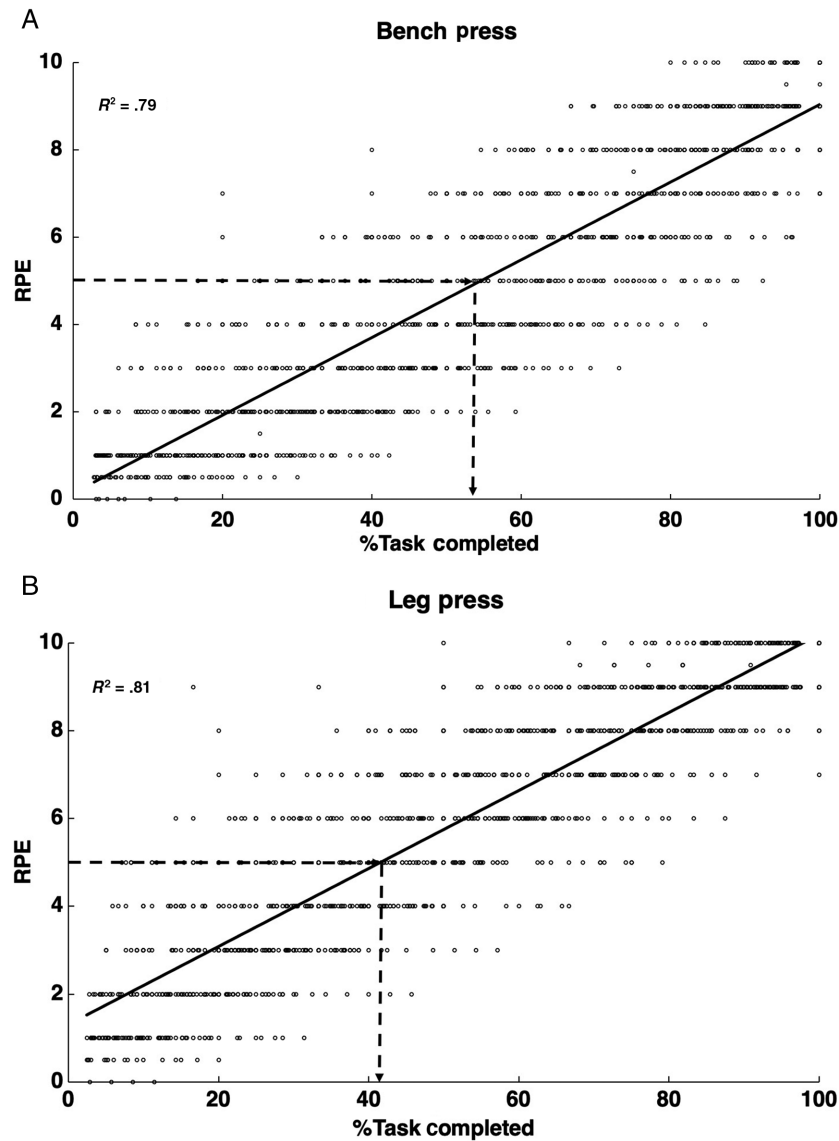 A
Bench press
10
R² = .79
8
6
RPE
4
2
0
0 20 40 60 80 100
%Task completed
B
Leg press
10
R² = .81
8
6
RPE
4
2
0
0 20 40 60 80 100
%Task completed